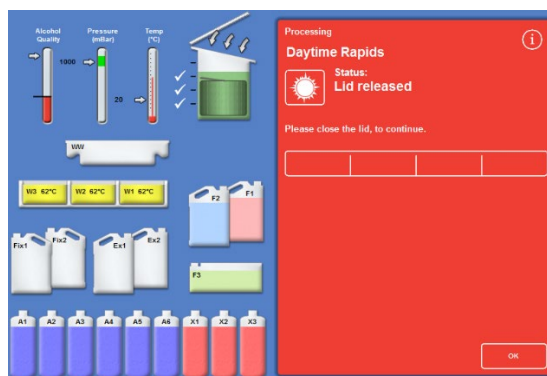 Alcohol
Quality
Pressure
(mBar)
Temp
(°C)
1000
20
WW
W3 62°C
W2 62°C
W1 62°C
F2
F1
Fix1
Fix2
Ex1
Ex2
F3
A1
A2
A3
A4
A5
A6
X1
X2
X3
Processing
i
Daytime Rapids
Status:
Lid released
Please close the lid, to continue.
OK